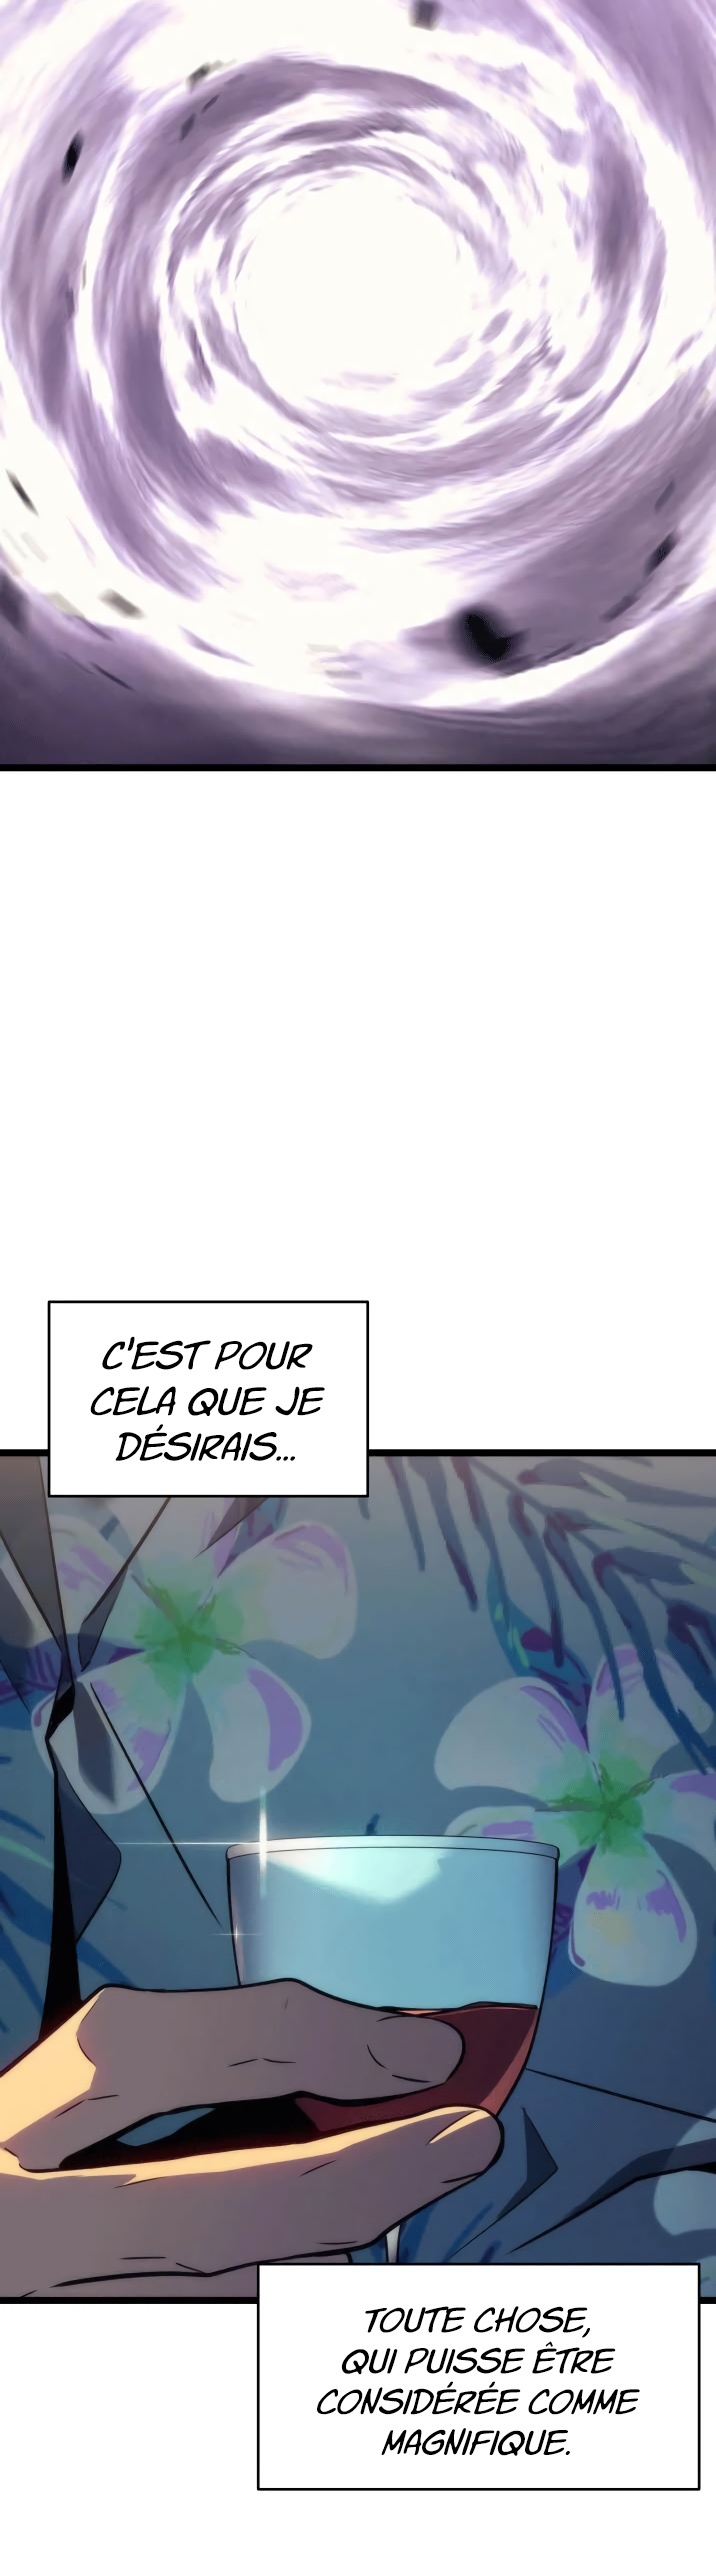 C'EST POUR
CELA QUE JE
DÉSIRAIS...
TOUTE CHOSE,
QUI PUISSE ÊTRE
CONSIDÉRÉE COMME
MAGNIFIQUE.